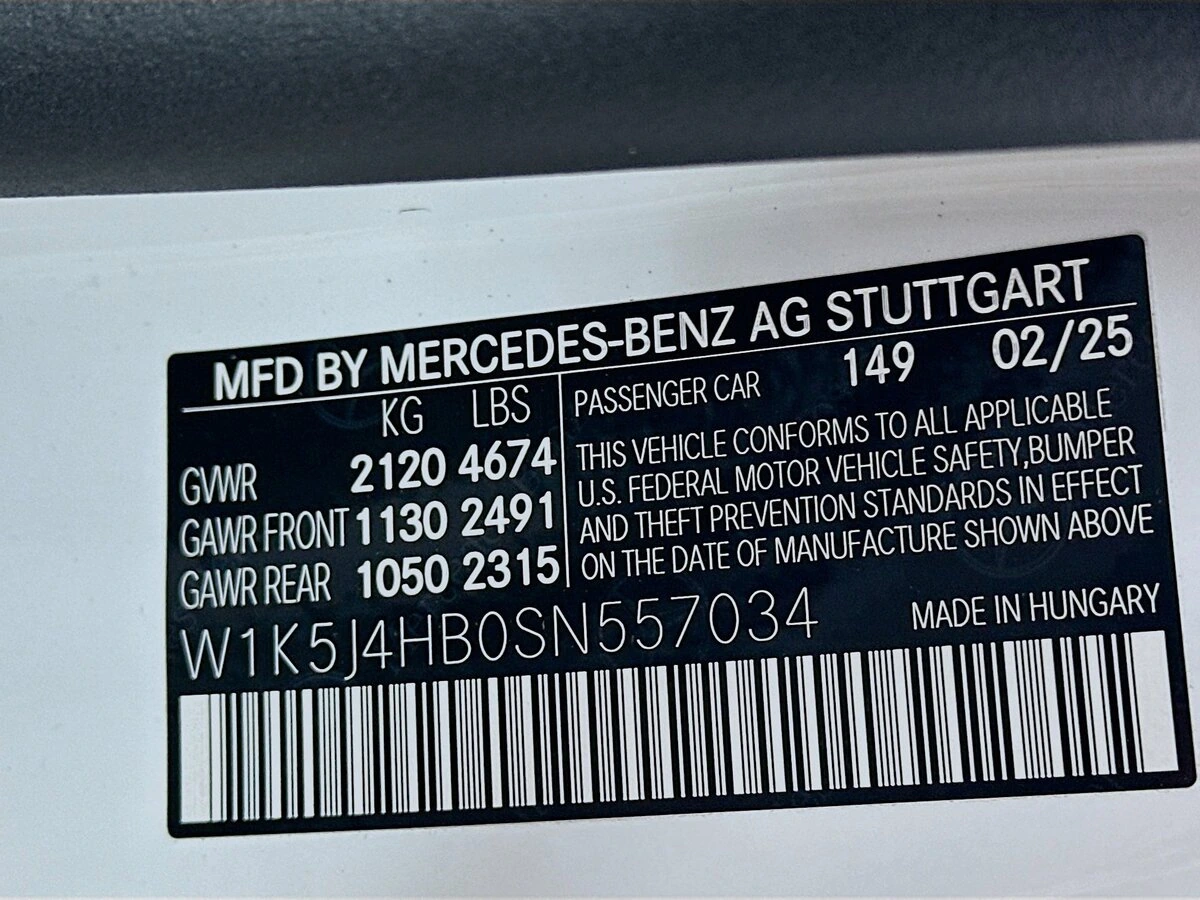 MFD BY MERCEDES-BENZ AG STUTTGART
KG LBS
GVWR 2120 4674
GAWR FRONT 1130 2491
GAWR REAR 1050 2315
PASSENGER CAR 149 02/25
THIS VEHICLE CONFORMS TO ALL APPLICABLE
U.S. FEDERAL MOTOR VEHICLE SAFETY,BUMPER
AND THEFT PREVENTION STANDARDS IN EFFECT
ON THE DATE OF MANUFACTURE SHOWN ABOVE
W1K5J4HB0SN557034 MADE IN HUNGARY